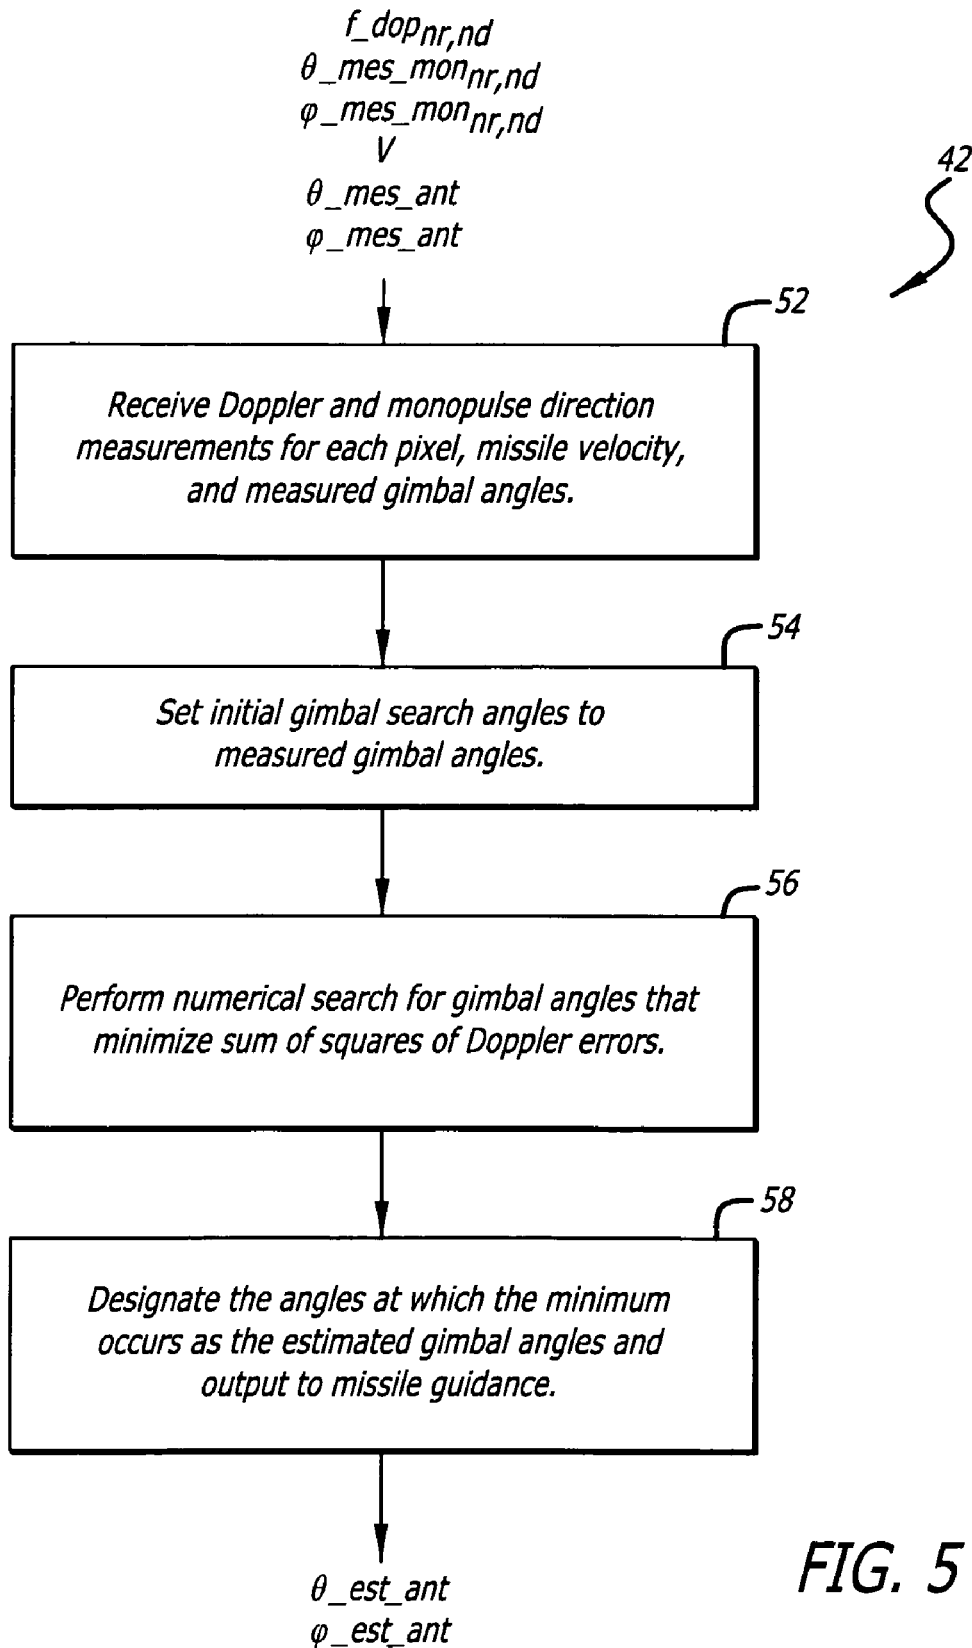 f_dop nr,nd
θ_mes_mon nr,nd
φ_mes_mon nr,nd
V
θ_mes_ant
φ_mes_ant
42
52
Receive Doppler and monopulse direction
measurements for each pixel, missile velocity,
and measured gimbal angles.
54
Set initial gimbal search angles to
measured gimbal angles.
56
Perform numerical search for gimbal angles that
minimize sum of squares of Doppler errors.
58
Designate the angles at which the minimum
occurs as the estimated gimbal angles and
output to missile guidance.
θ_est_ant
φ_est_ant
FIG. 5